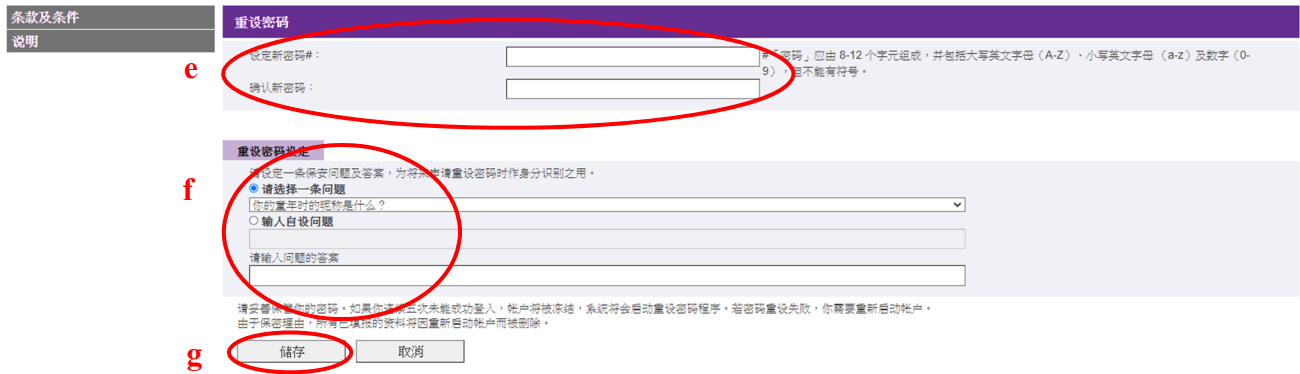 条款及条件
说明
重设密码
e
设定新密码#：
#「密码」应由 8-12 个字元组成，并包括大写英文字母（A-Z）、小写英文字母 （a-z）及数字（0-
9），但不能有符号。
确认新密码：
重设密码设定
f
请设定一条保安问题及答案，为将来申请重设密码时作身分识别之用。
请选择一条问题
你的童年时的昵称是什么？
输入自设问题
请输入问题的答案
请妥善保管你的密码。如果你连续五次未能成功登入，帐户将被冻结，系统将会启动重设密码程序。若密码重设失败，你需要重新启动帐户。
由于保密理由，所有已填报的资料将因重新启动帐户而被删除。
g
储存
取消